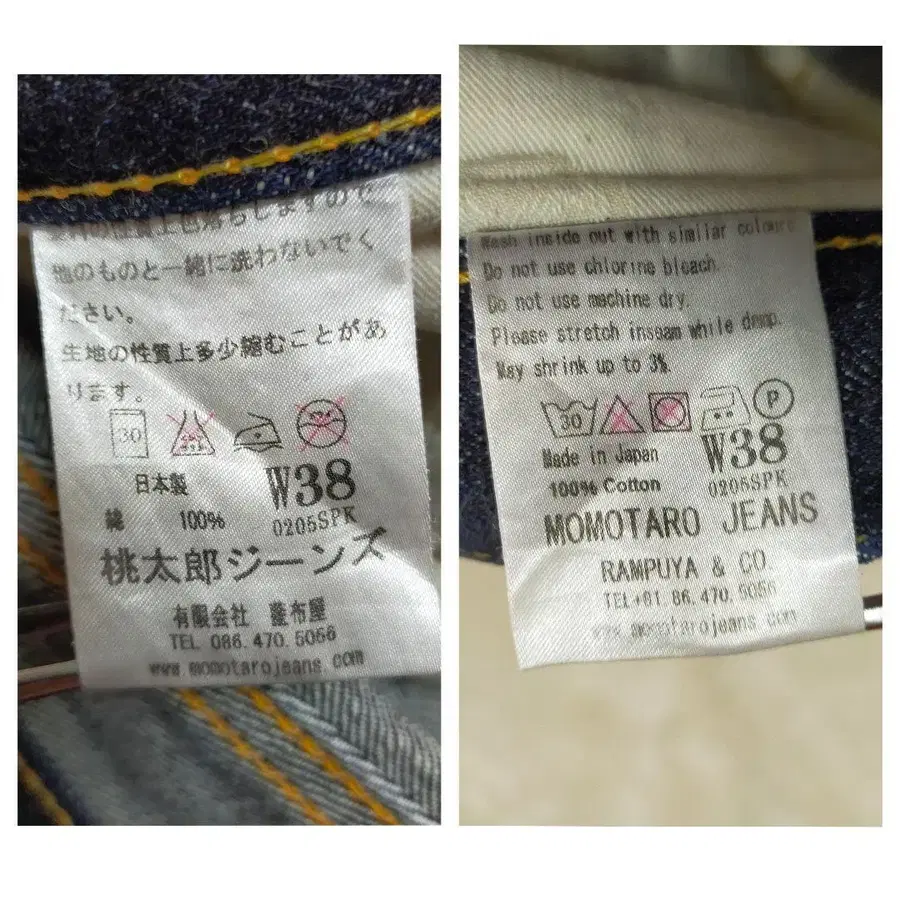 の性質上色落ちしますので
他のものと一緒に洗わないでく
ださい。
生地の性質上多少縮むことがあ
ります。
30
日本製
W38
綿 100%
0205SPK
桃太郎ジーンズ
有限会社 藍布屋
TEL 086.470.5056
www.momotarojeans.com
Wash inside out with similar colours
Do not use chlorine bleach.
Do not use machine dry.
Please stretch inseam while damp.
May shrink up to 3%.
30
P
Made in Japan
W38
100% Cotton
0205SPK
MOMOTARO JEANS
RAMPUYA & CO.
TEL+81.86.470.5056
www.momotarojeans.com